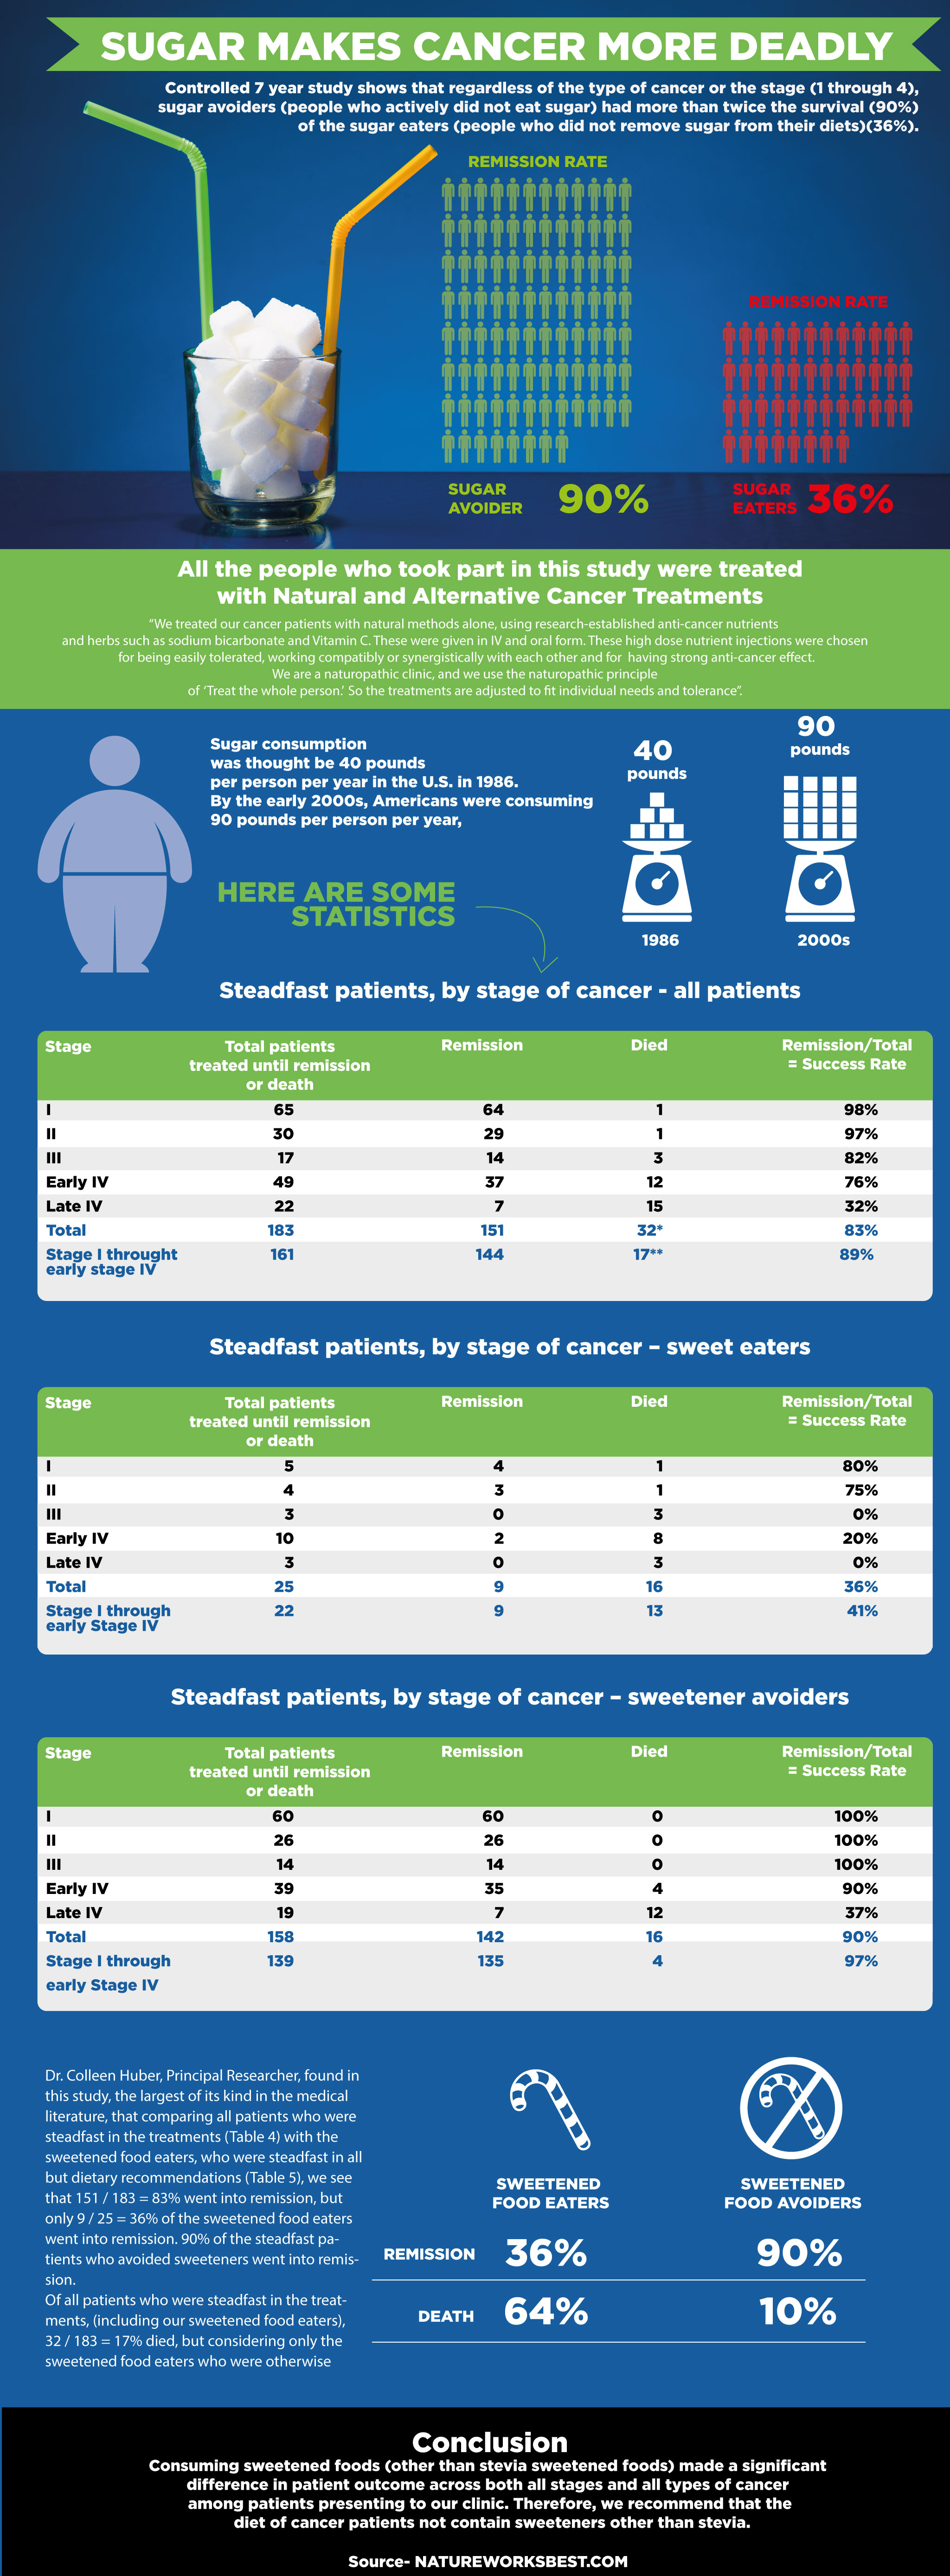 SUGAR MAKES CANCER MORE DEADLY
Controlled 7 year study shows that regardless of the type of cancer or the stage (1 through 4),
sugar avoiders (people who actively did not eat sugar) had more than twice the survival (90%)
of the sugar eaters (people who did not remove sugar from their diets)(36%).
REMISSION RATE
REMISSION RATE
SUGAR
AVOIDER
90%
SUGAR
EATERS
36%
All the people who took part in this study were treated
with Natural and Alternative Cancer Treatments
“We treated our cancer patients with natural methods alone, using research-established anti-cancer nutrients
and herbs such as sodium bicarbonate and Vitamin C. These were given in IV and oral form. These high dose nutrient injections were chosen
for being easily tolerated, working compatibly or synergistically with each other and for having strong anti-cancer effect.
We are a naturopathic clinic, and we use the naturopathic principle
of ‘Treat the whole person.’ So the treatments are adjusted to fit individual needs and tolerance”.
Sugar consumption
was thought be 40 pounds
per person per year in the U.S. in 1986.
By the early 2000s, Americans were consuming
90 pounds per person per year,
40
pounds
1986
90
pounds
2000s
HERE ARE SOME
STATISTICS
Steadfast patients, by stage of cancer - all patients
Stage Total patients treated until remission or death Remission Died Remission/Total = Success Rate
I 65 64 1 98%
II 30 29 1 97%
III 17 14 3 82%
Early IV 49 37 12 76%
Late IV 22 7 15 32%
Total 183 151 32* 83%
Stage I throught early stage IV 161 144 17** 89%
Steadfast patients, by stage of cancer – sweet eaters
Stage Total patients treated until remission or death Remission Died Remission/Total = Success Rate
I 5 4 1 80%
II 4 3 1 75%
III 3 0 3 0%
Early IV 10 2 8 20%
Late IV 3 0 3 0%
Total 25 9 16 36%
Stage I through early Stage IV 22 9 13 41%
Steadfast patients, by stage of cancer – sweetener avoiders
Stage Total patients treated until remission or death Remission Died Remission/Total = Success Rate
I 60 60 0 100%
II 26 26 0 100%
III 14 14 0 100%
Early IV 39 35 4 90%
Late IV 19 7 12 37%
Total 158 142 16 90%
Stage I through early Stage IV 139 135 4 97%
Dr. Colleen Huber, Principal Researcher, found in
this study, the largest of its kind in the medical
literature, that comparing all patients who were
steadfast in the treatments (Table 4) with the
sweetened food eaters, who were steadfast in all
but dietary recommendations (Table 5), we see
that 151 / 183 = 83% went into remission, but
only 9 / 25 = 36% of the sweetened food eaters
went into remission. 90% of the steadfast pa-
tients who avoided sweeteners went into remis-
sion.
Of all patients who were steadfast in the treat-
ments, (including our sweetened food eaters),
32 / 183 = 17% died, but considering only the
sweetened food eaters who were otherwise
SWEETENED
FOOD EATERS
SWEETENED
FOOD AVOIDERS
REMISSION 36% 90%
DEATH 64% 10%
Conclusion
Consuming sweetened foods (other than stevia sweetened foods) made a significant
difference in patient outcome across both all stages and all types of cancer
among patients presenting to our clinic. Therefore, we recommend that the
diet of cancer patients not contain sweeteners other than stevia.
Source- NATUREWORKSBEST.COM